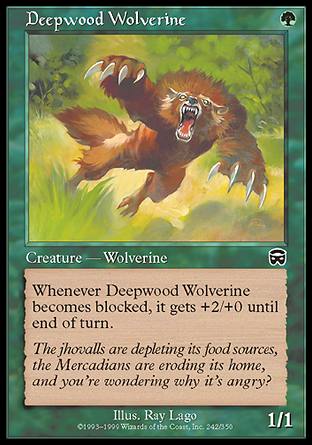 Deepwood Wolverine
Creature — Wolverine
Whenever Deepwood Wolverine
becomes blocked, it gets +2/+0 until
end of turn.
The jhovalls are depleting its food sources,
the Mercadians are eroding its home,
and you're wondering why it's angry?
Illus. Ray Lago
©1993–1999 Wizards of the Coast, Inc. 242/350
1/1